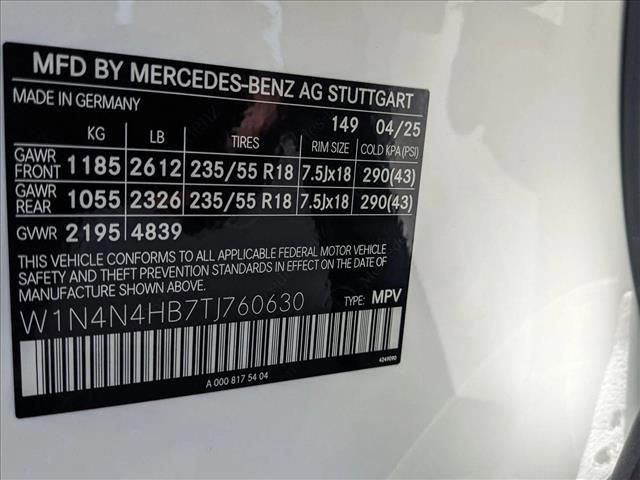 MFD BY MERCEDES-BENZ AG STUTTGART
MADE IN GERMANY
149 04/25
KG LB TIRES RIM SIZE COLD KPA (PSI)
GAWR FRONT 1185 2612 235/55 R18 7.5Jx18 290(43)
GAWR REAR 1055 2326 235/55 R18 7.5Jx18 290(43)
GVWR 2195 4839
THIS VEHICLE CONFORMS TO ALL APPLICABLE FEDERAL MOTOR VEHICLE
SAFETY AND THEFT PREVENTION STANDARDS IN EFFECT
ON THE DATE OF MANUFACTURE SHOWN ABOVE.
W1N4N4HB7TJ760630 TYPE: MPV
4249090
A 000 817 54 04